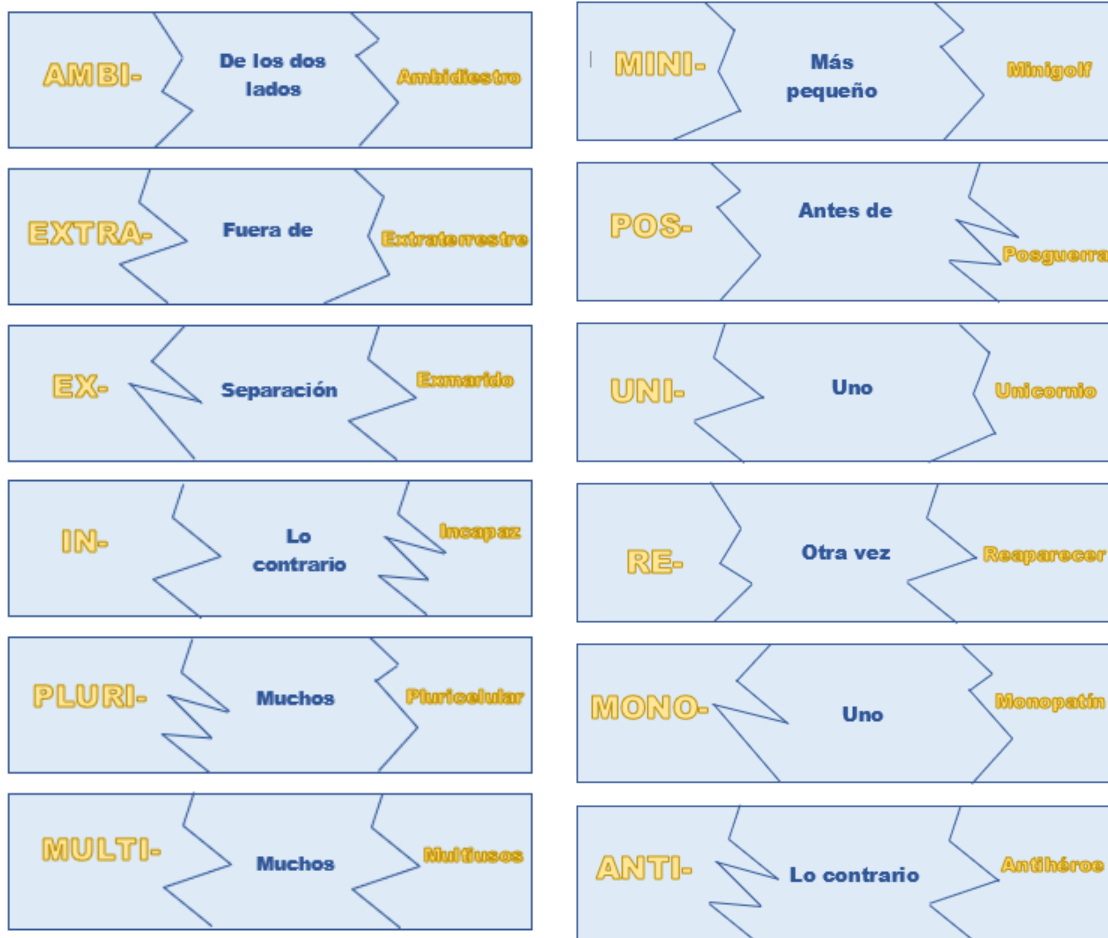 AMBI-
De los dos
lados
Ambidiestro
EXTRA-
Fuera de
Extraterrestre
EX-
Separación
Exmarido
IN-
Lo
contrario
Incapaz
PLURI-
Muchos
Pluricelular
MULTI-
Muchos
Multiusos
MINI-
Más
pequeño
Minigolf
POS-
Antes de
Posguerra
UNI-
Uno
Unicornio
RE-
Otra vez
Reaparecer
MONO-
Uno
Monopatín
ANTI-
Lo contrario
Antihéroe